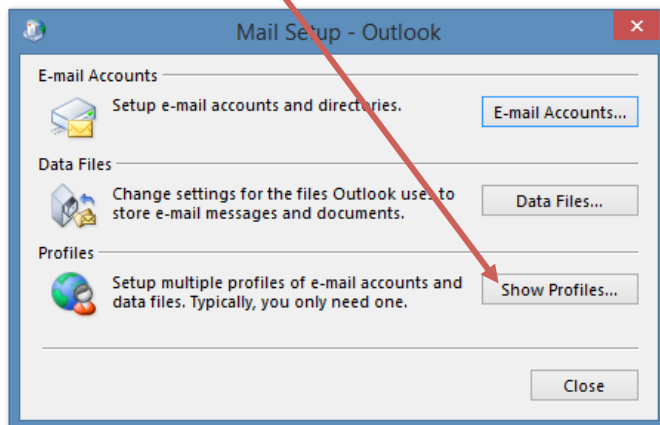 Mail Setup - Outlook
E-mail Accounts
Setup e-mail accounts and directories.
E-mail Accounts...
Data Files
Change settings for the files Outlook uses to
store e-mail messages and documents.
Data Files...
Profiles
Setup multiple profiles of e-mail accounts and
data files. Typically, you only need one.
Show Profiles...
Close